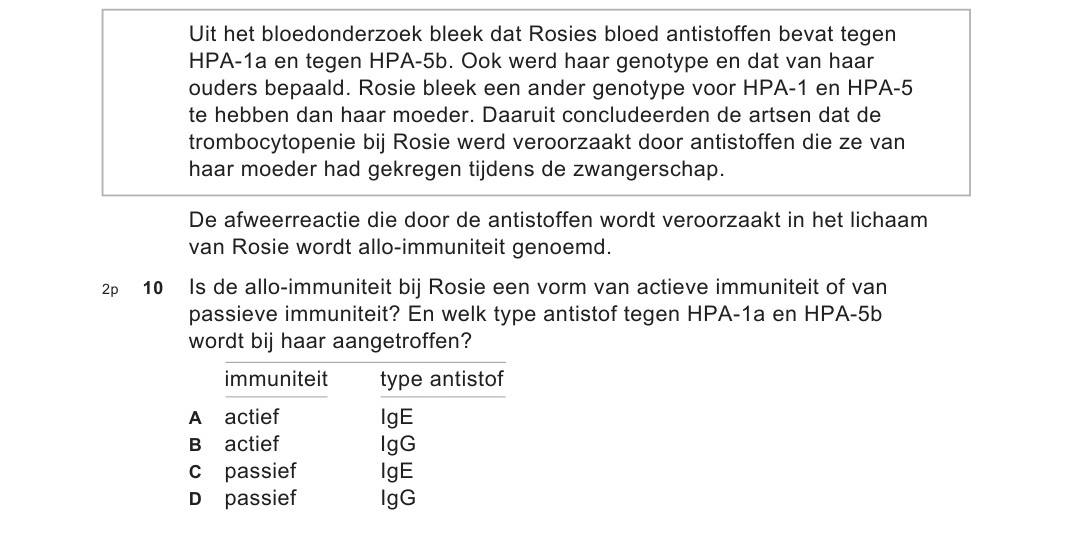 Uit het bloedonderzoek bleek dat Rosies bloed antistoffen bevat tegen
HPA-1a en tegen HPA-5b. Ook werd haar genotype en dat van haar
ouders bepaald. Rosie bleek een ander genotype voor HPA-1 en HPA-5
te hebben dan haar moeder. Daaruit concludeerden de artsen dat de
trombocytopenie bij Rosie werd veroorzaakt door antistoffen die ze van
haar moeder had gekregen tijdens de zwangerschap.
De afweerreactie die door de antistoffen wordt veroorzaakt in het lichaam
van Rosie wordt allo-immuniteit genoemd.
2p 10 Is de allo-immuniteit bij Rosie een vorm van actieve immuniteit of van
passieve immuniteit? En welk type antistof tegen HPA-1a en HPA-5b
wordt bij haar aangetroffen?
immuniteit type antistof
A actief IgE
B actief IgG
C passief IgE
D passief IgG